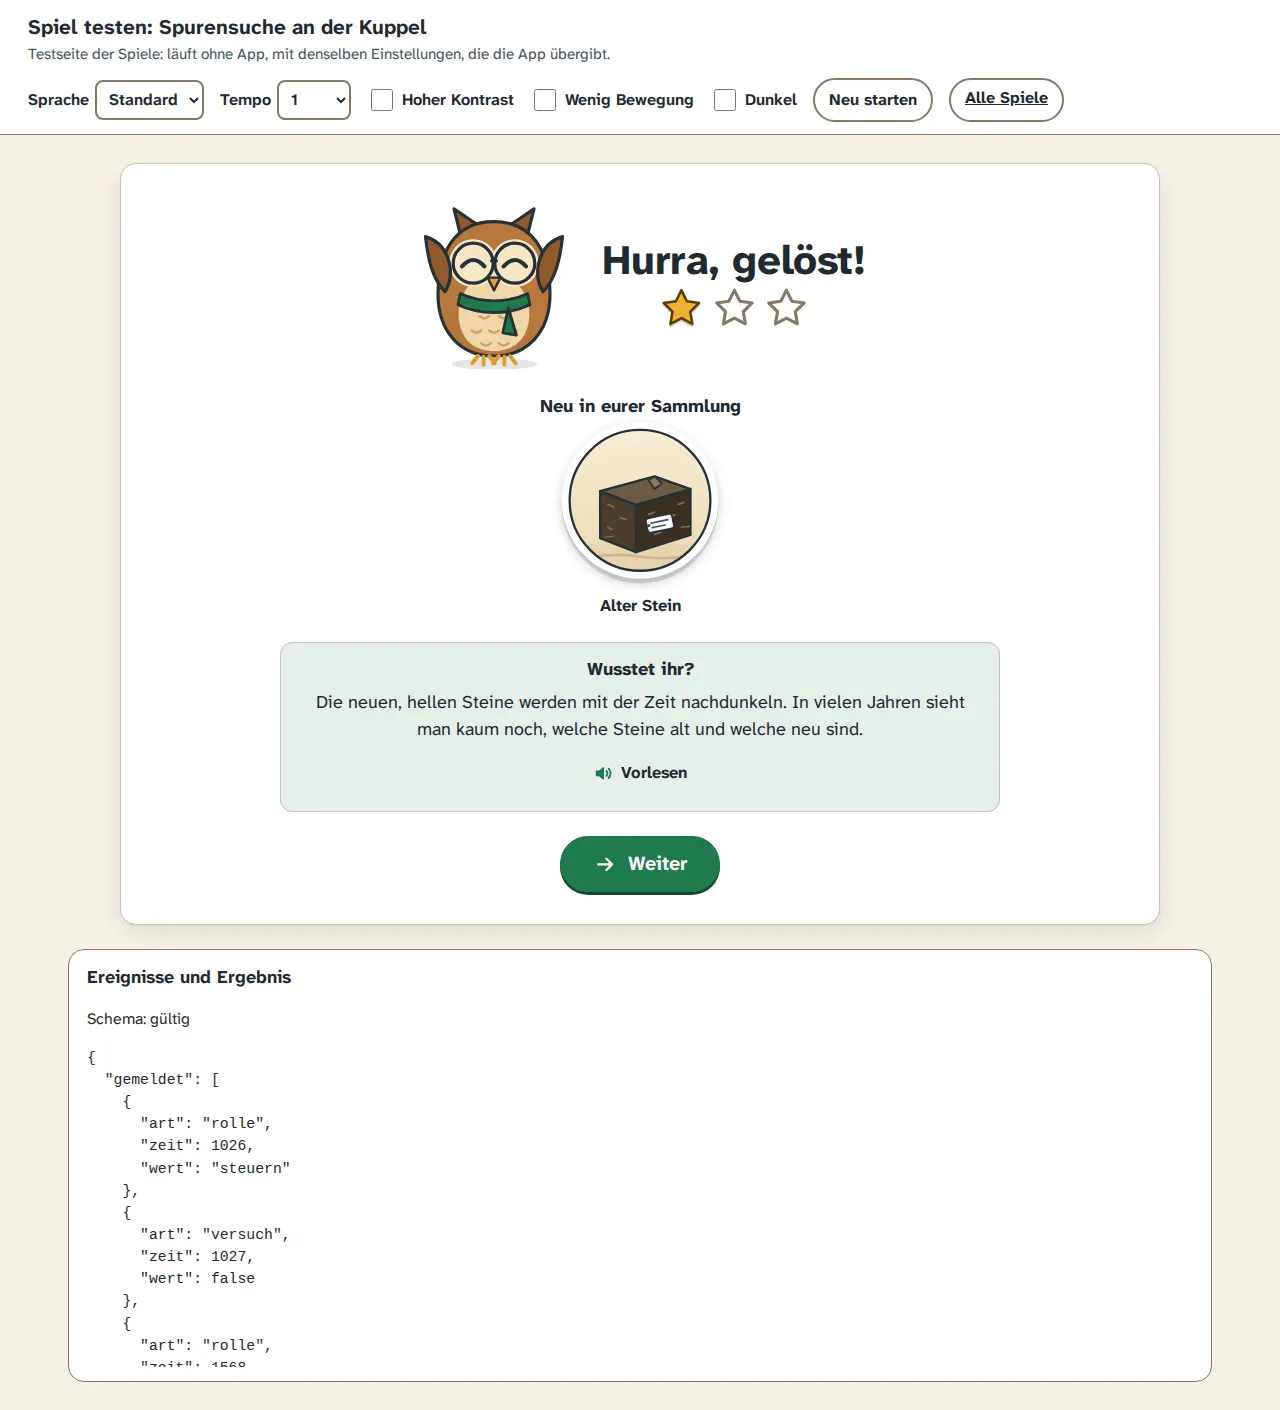 Spiel testen: Spurensuche an der Kuppel
Testseite der Spiele: läuft ohne App, mit denselben Einstellungen, die die App übergibt.
Sprache Standard Tempo 1 Hoher Kontrast Wenig Bewegung Dunkel Neu starten Alle Spiele
Hurra, gelöst!
Neu in eurer Sammlung
Alter Stein
Wusstet ihr?
Die neuen, hellen Steine werden mit der Zeit nachdunkeln. In vielen Jahren sieht
man kaum noch, welche Steine alt und welche neu sind.
Vorlesen
Weiter
Ereignisse und Ergebnis
Schema: gültig
{
  "gemeldet": [
    {
      "art": "rolle",
      "zeit": 1026,
      "wert": "steuern"
    },
    {
      "art": "versuch",
      "zeit": 1027,
      "wert": false
    },
    {
      "art": "rolle",
      "zeit": 1568